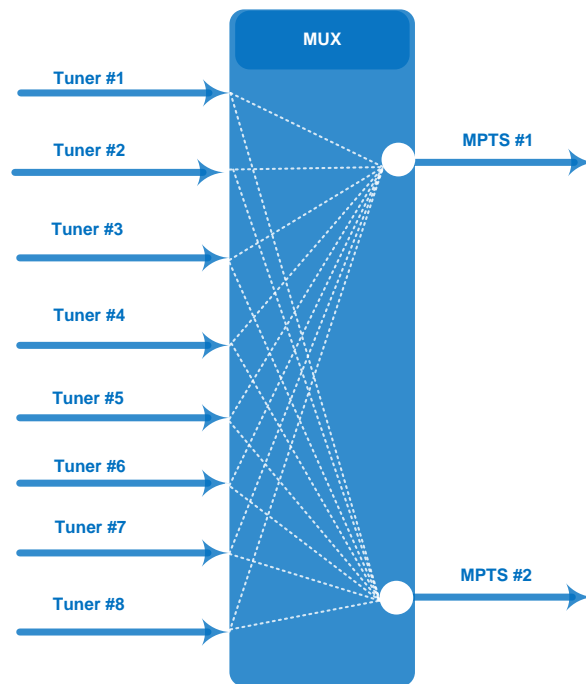 MUX
Tuner #1
Tuner #2
MPTS #1
Tuner #3
Tuner #4
Tuner #5
Tuner #6
Tuner #7
MPTS #2
Tuner #8